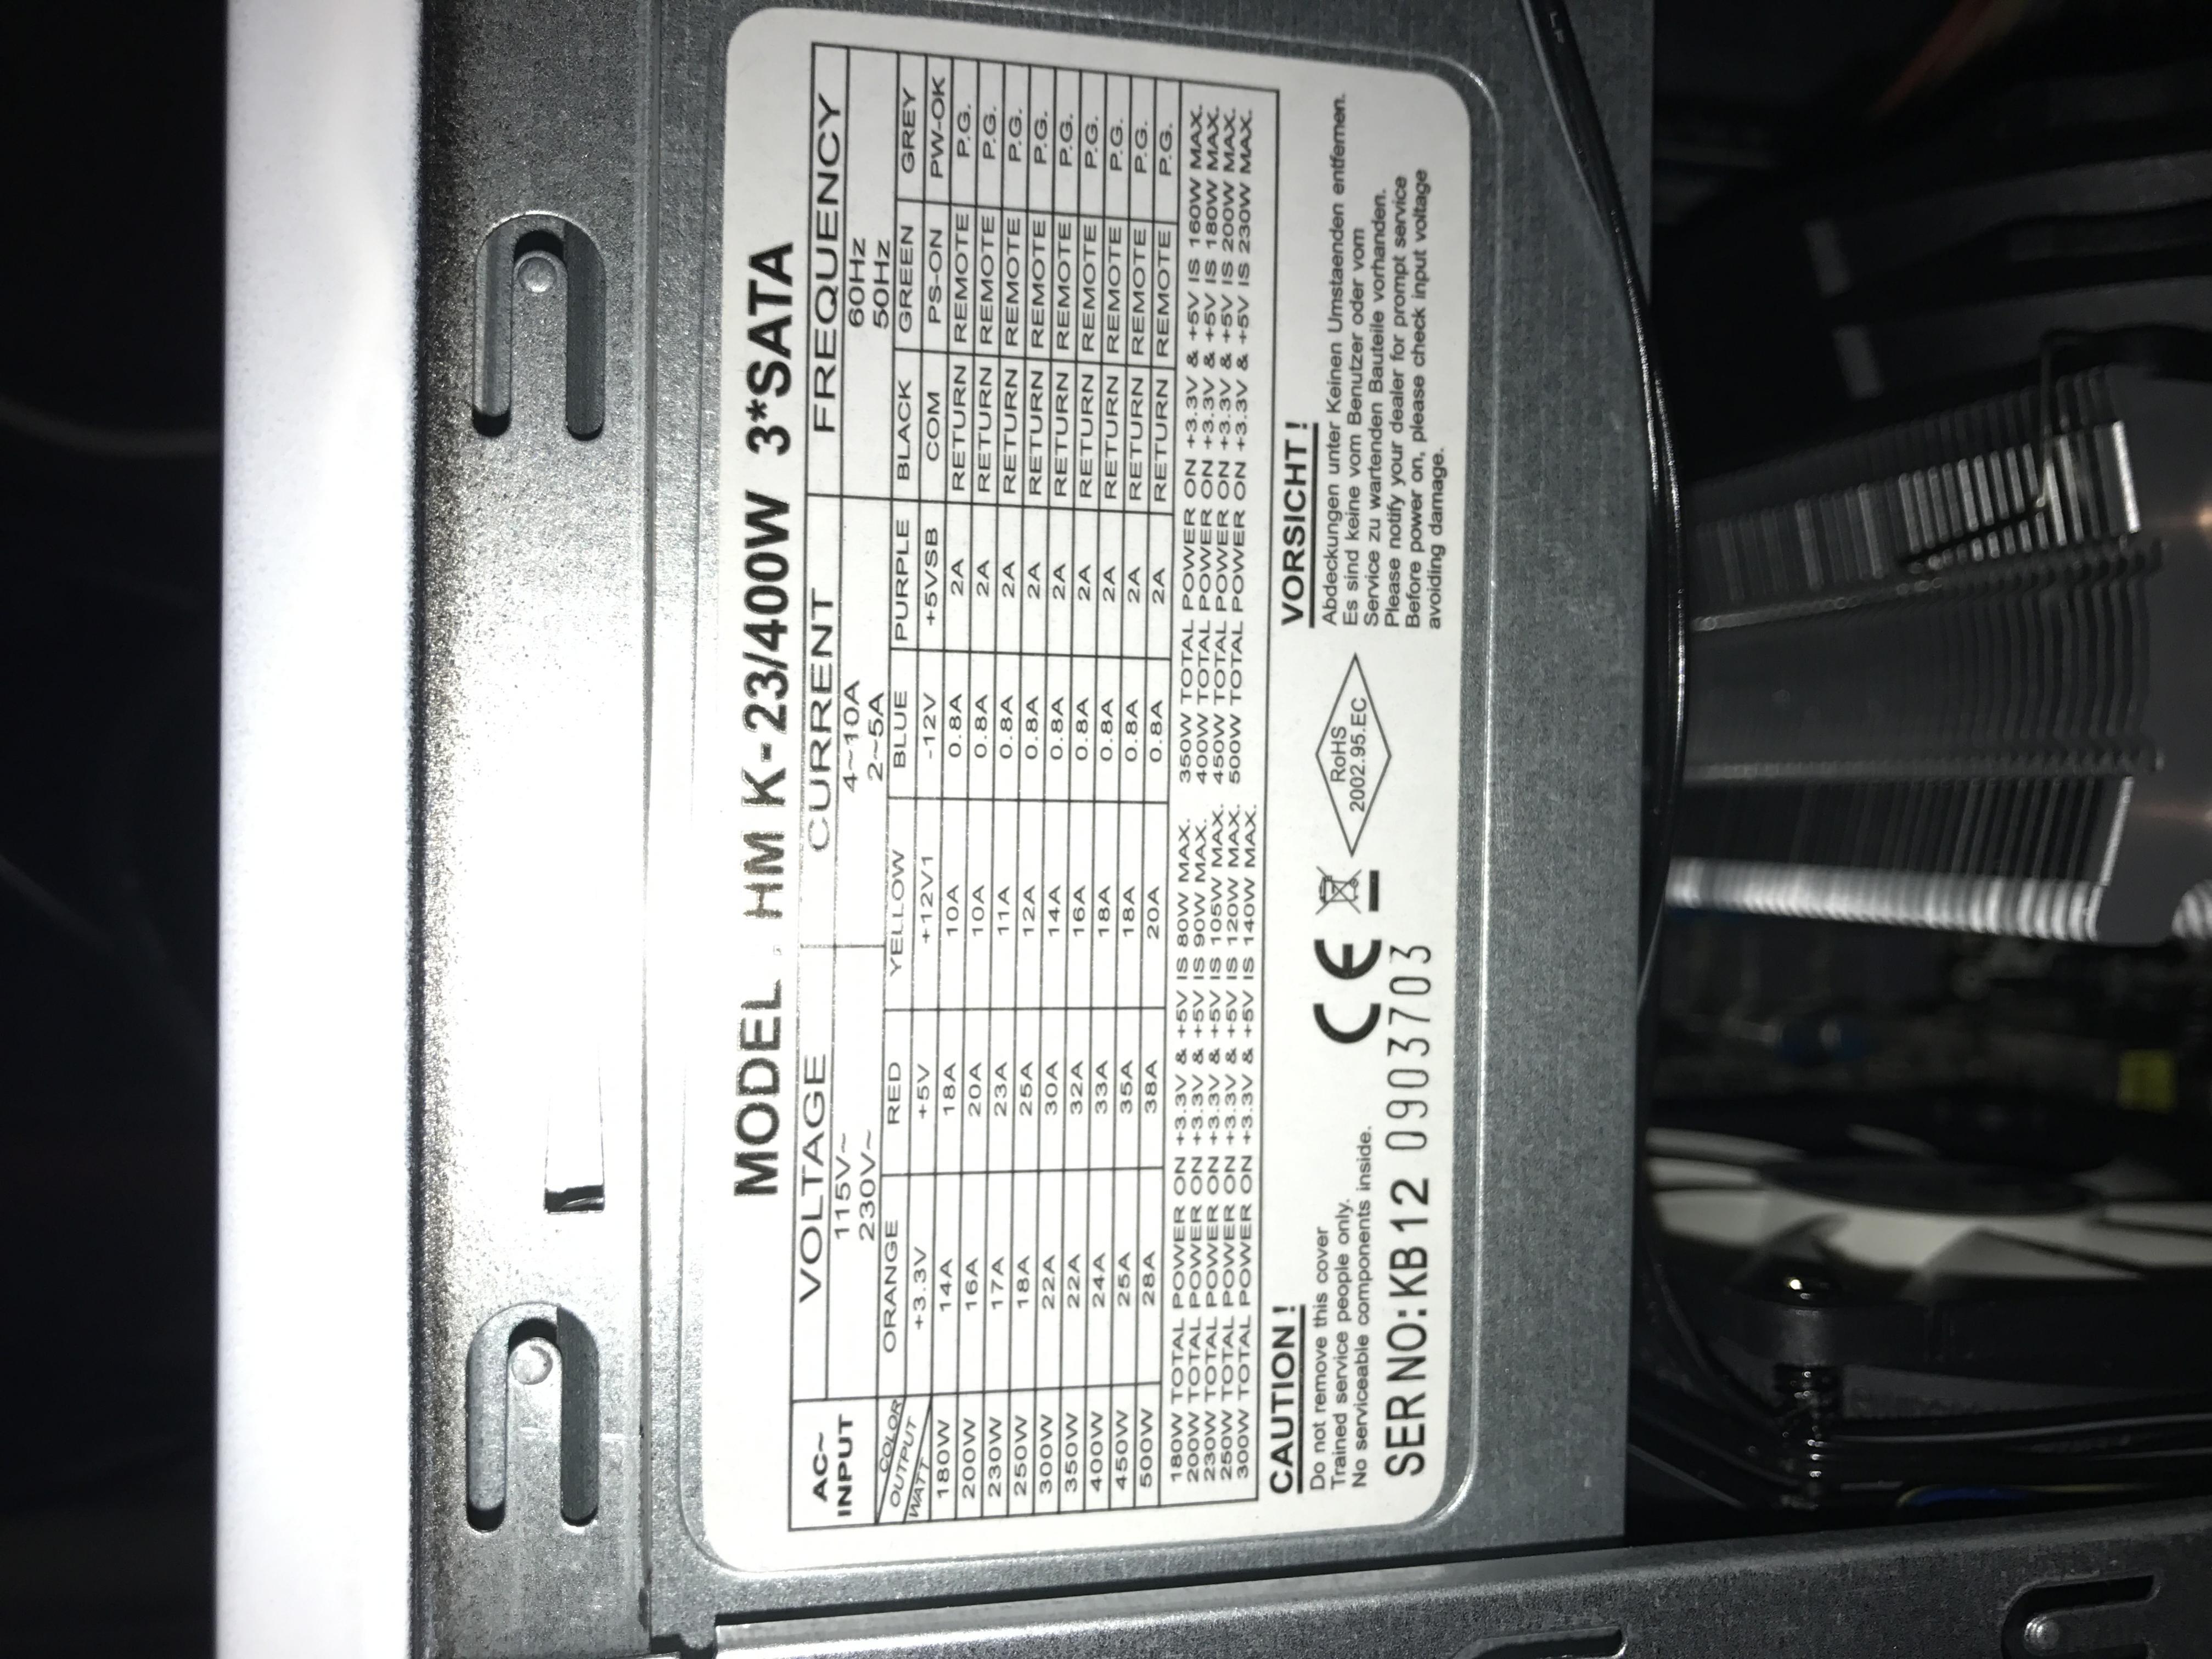 MODEL : HM K-23/400W 3*SATA
AC~ INPUT VOLTAGE CURRENT FREQUENCY
115V~ 4~10A 60Hz
230V~ 2~5A 50Hz
COLOR OUTPUT WATT ORANGE RED YELLOW BLUE PURPLE BLACK GREEN GREY
+3.3V +5V +12V1 -12V +5VSB COM PS-ON PW-OK
180W 14A 18A 10A 0.8A 2A RETURN REMOTE P.G.
200W 16A 20A 10A 0.8A 2A RETURN REMOTE P.G.
230W 17A 23A 11A 0.8A 2A RETURN REMOTE P.G.
250W 18A 25A 12A 0.8A 2A RETURN REMOTE P.G.
300W 22A 30A 14A 0.8A 2A RETURN REMOTE P.G.
350W 22A 32A 16A 0.8A 2A RETURN REMOTE P.G.
400W 24A 33A 18A 0.8A 2A RETURN REMOTE P.G.
450W 25A 35A 18A 0.8A 2A RETURN REMOTE P.G.
500W 28A 38A 20A 0.8A 2A RETURN REMOTE P.G.
180W TOTAL POWER ON +3.3V & +5V IS 80W MAX. 350W TOTAL POWER ON +3.3V & +5V IS 160W MAX.
200W TOTAL POWER ON +3.3V & +5V IS 90W MAX. 400W TOTAL POWER ON +3.3V & +5V IS 180W MAX.
230W TOTAL POWER ON +3.3V & +5V IS 105W MAX. 450W TOTAL POWER ON +3.3V & +5V IS 200W MAX.
250W TOTAL POWER ON +3.3V & +5V IS 120W MAX. 500W TOTAL POWER ON +3.3V & +5V IS 230W MAX.
300W TOTAL POWER ON +3.3V & +5V IS 140W MAX.
CAUTION !
Do not remove this cover
Trained service people only.
No serviceable components inside.
SERNO:KB12 0903703
CE
RoHS
2002.95.EC
VORSICHT !
Abdeckungen unter Keinen Umstaenden entfernen.
Es sind keine vom Benutzer oder vom
Service zu wartenden Bauteile vorhanden.
Please notify your dealer for prompt service
Before power on, please check input voltage
avoiding damage.